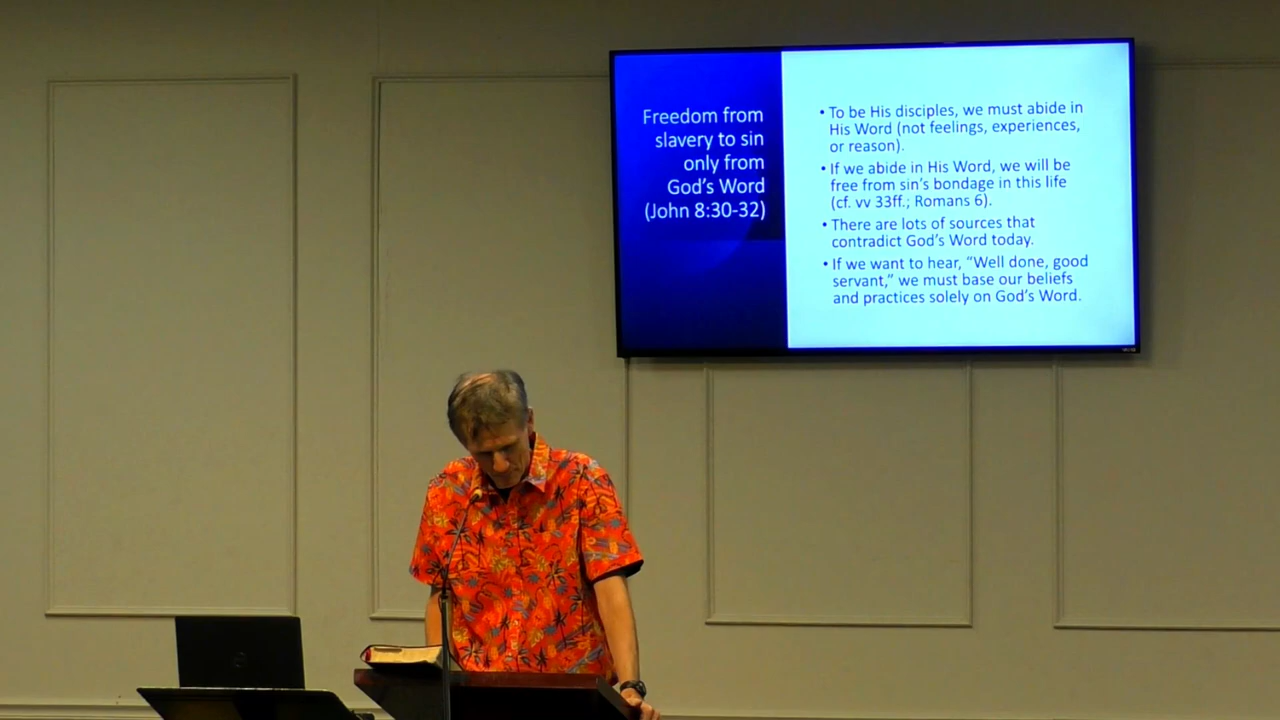 Freedom from
slavery to sin
only from
God's Word
(John 8:30-32)
• To be His disciples, we must abide in
His Word (not feelings, experiences,
or reason).
• If we abide in His Word, we will be
free from sin's bondage in this life
(cf. vv 33ff.; Romans 6).
• There are lots of sources that
contradict God's Word today.
• If we want to hear, "Well done, good
servant," we must base our beliefs
and practices solely on God's Word.